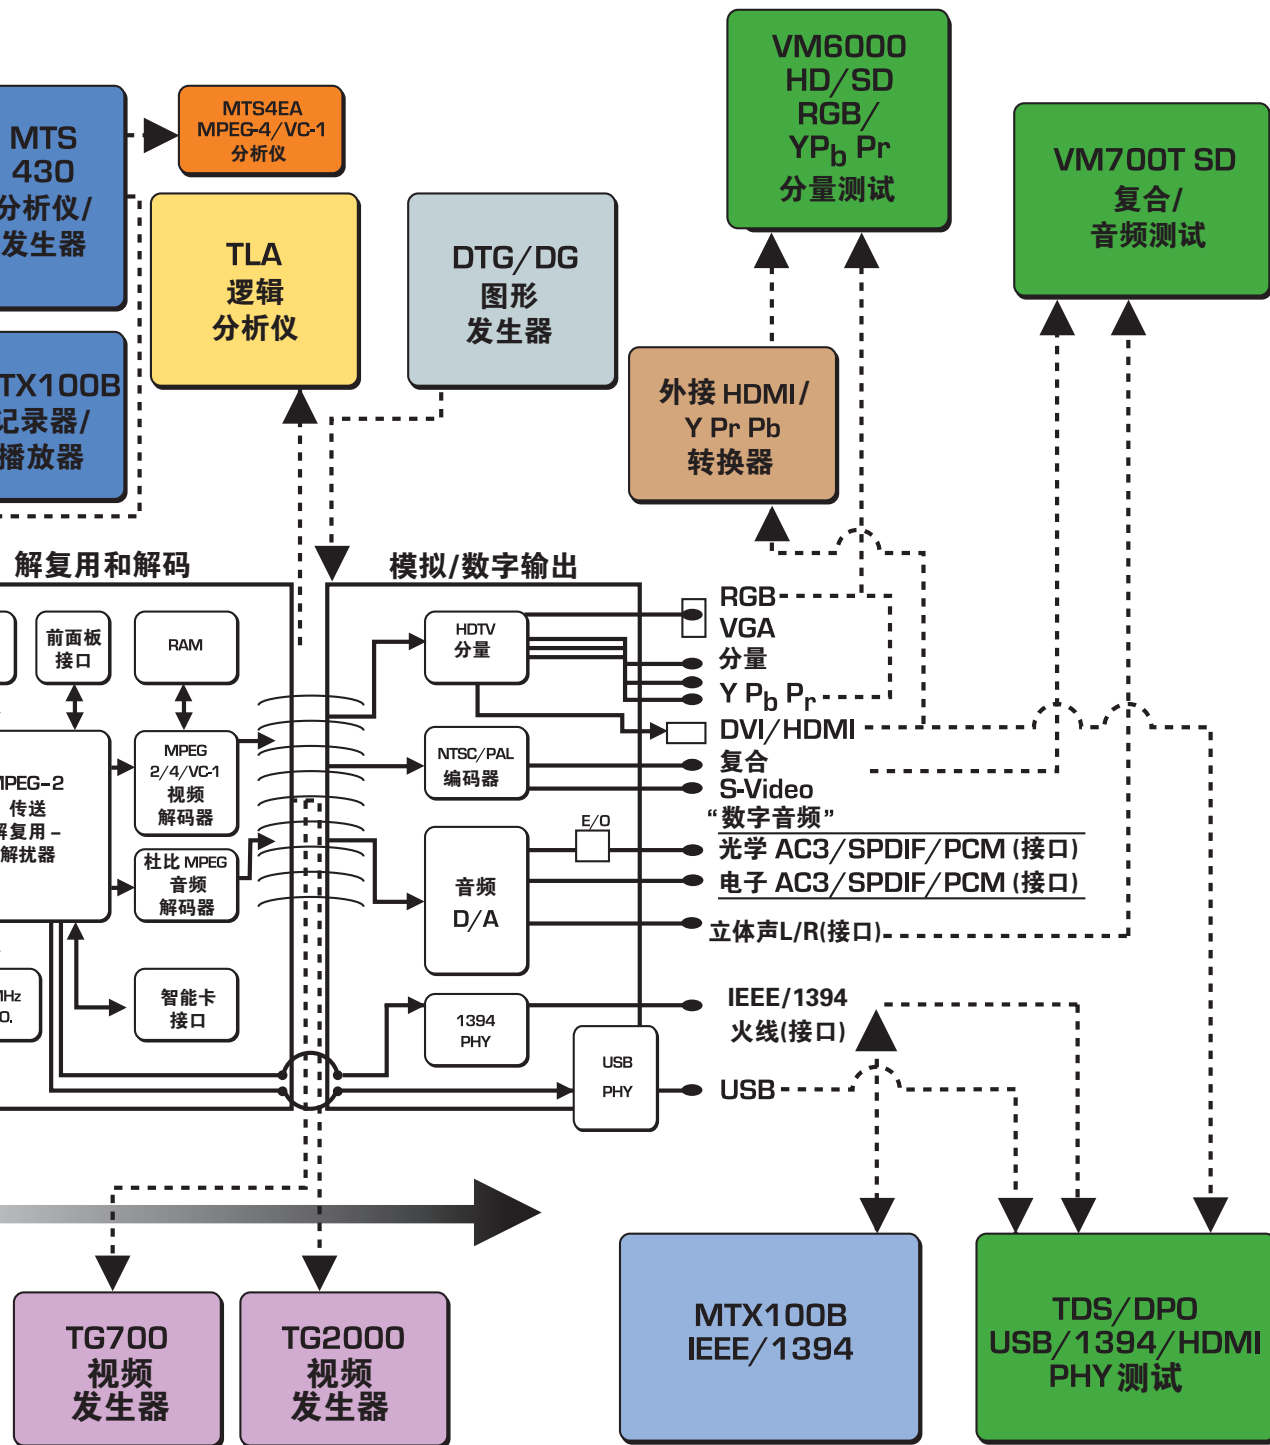 VM6000
HD/SD
RGB/
YPb Pr
分量测试
MTS4EA
MPEG-4/VC-1
分析仪
MTS
430
分析仪/
发生器
VM700T SD
复合/
音频测试
TLA
逻辑
分析仪
DTG/DG
图形
发生器
TX100B
记录器/
播放器
外接 HDMI/
Y Pr Pb
转换器
解复用和解码
模拟/数字输出
前面板
接口
RAM
HDTV
分量
RGB
VGA
分量
Y Pb Pr
DVI/HDMI
复合
S-Video
“数字音频”
光学 AC3/SPDIF/PCM (接口)
电子 AC3/SPDIF/PCM (接口)
立体声L/R(接口)
IEEE/1394
火线(接口)
USB
MPEG-2
传送
解复用 –
解扰器
MPEG
2/4/VC-1
视频
解码器
杜比 MPEG
音频
解码器
NTSC/PAL
编码器
E/O
音频
D/A
MHz
O.
智能卡
接口
1394
PHY
USB
PHY
TG700
视频
发生器
TG2000
视频
发生器
MTX100B
IEEE/1394
TDS/DPO
USB/1394/HDMI
PHY 测试